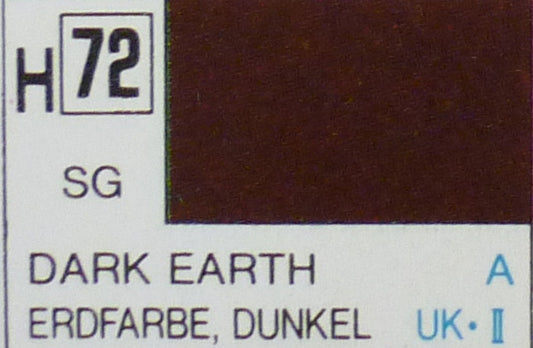 H 72
SG
DARK EARTH A
ERDFARBE, DUNKEL UK·Ⅱ